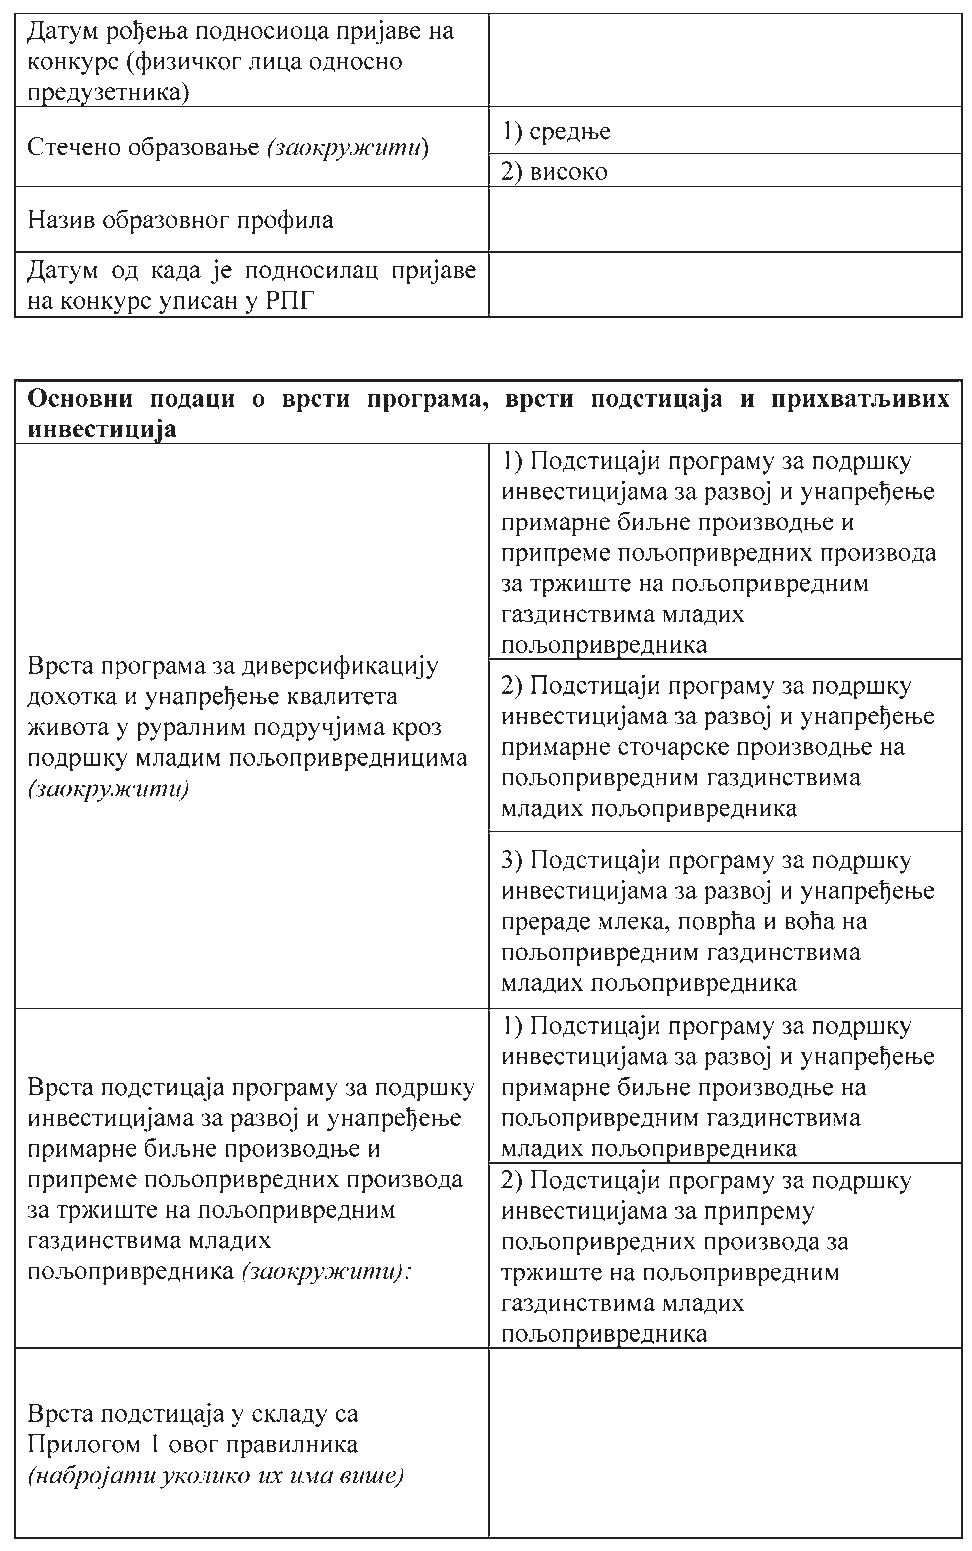 Датум рођења подносиоца пријаве на
конкурс (физичког лица односно
предузетника)
Стечено образовање (заокружити)
1) средње
2) високо
Назив образовног профила
Датум од када је подносилац пријаве
на конкурс уписан у РПГ
Основни подаци о врсти програма, врсти подстицаја и прихватљивих
инвестиција
Врста програма за диверсификацију
дохотка и унапређење квалитета
живота у руралним подручјима кроз
подршку младим пољопривредницима
(заокружити)
1) Подстицаји програму за подршку
инвестицијама за развој и унапређење
примарне биљне производње и
припреме пољопривредних производа
за тржиште на пољопривредним
газдинствима младих
пољопривредника
2) Подстицаји програму за подршку
инвестицијама за развој и унапређење
примарне сточарске производње на
пољопривредним газдинствима
младих пољопривредника
3) Подстицаји програму за подршку
инвестицијама за развој и унапређење
прераде млека, поврћа и воћа на
пољопривредним газдинствима
младих пољопривредника
Врста подстицаја програму за подршку
инвестицијама за развој и унапређење
примарне биљне производње и
припреме пољопривредних производа
за тржиште на пољопривредним
газдинствима младих
пољопривредника (заокружити):
1) Подстицаји програму за подршку
инвестицијама за развој и унапређење
примарне биљне производње на
пољопривредним газдинствима
младих пољопривредника
2) Подстицаји програму за подршку
инвестицијама за припрему
пољопривредних производа за
тржиште на пољопривредним
газдинствима младих
пољопривредника
Врста подстицаја у складу са
Прилогом 1 овог правилника
(набројати уколико их има више)